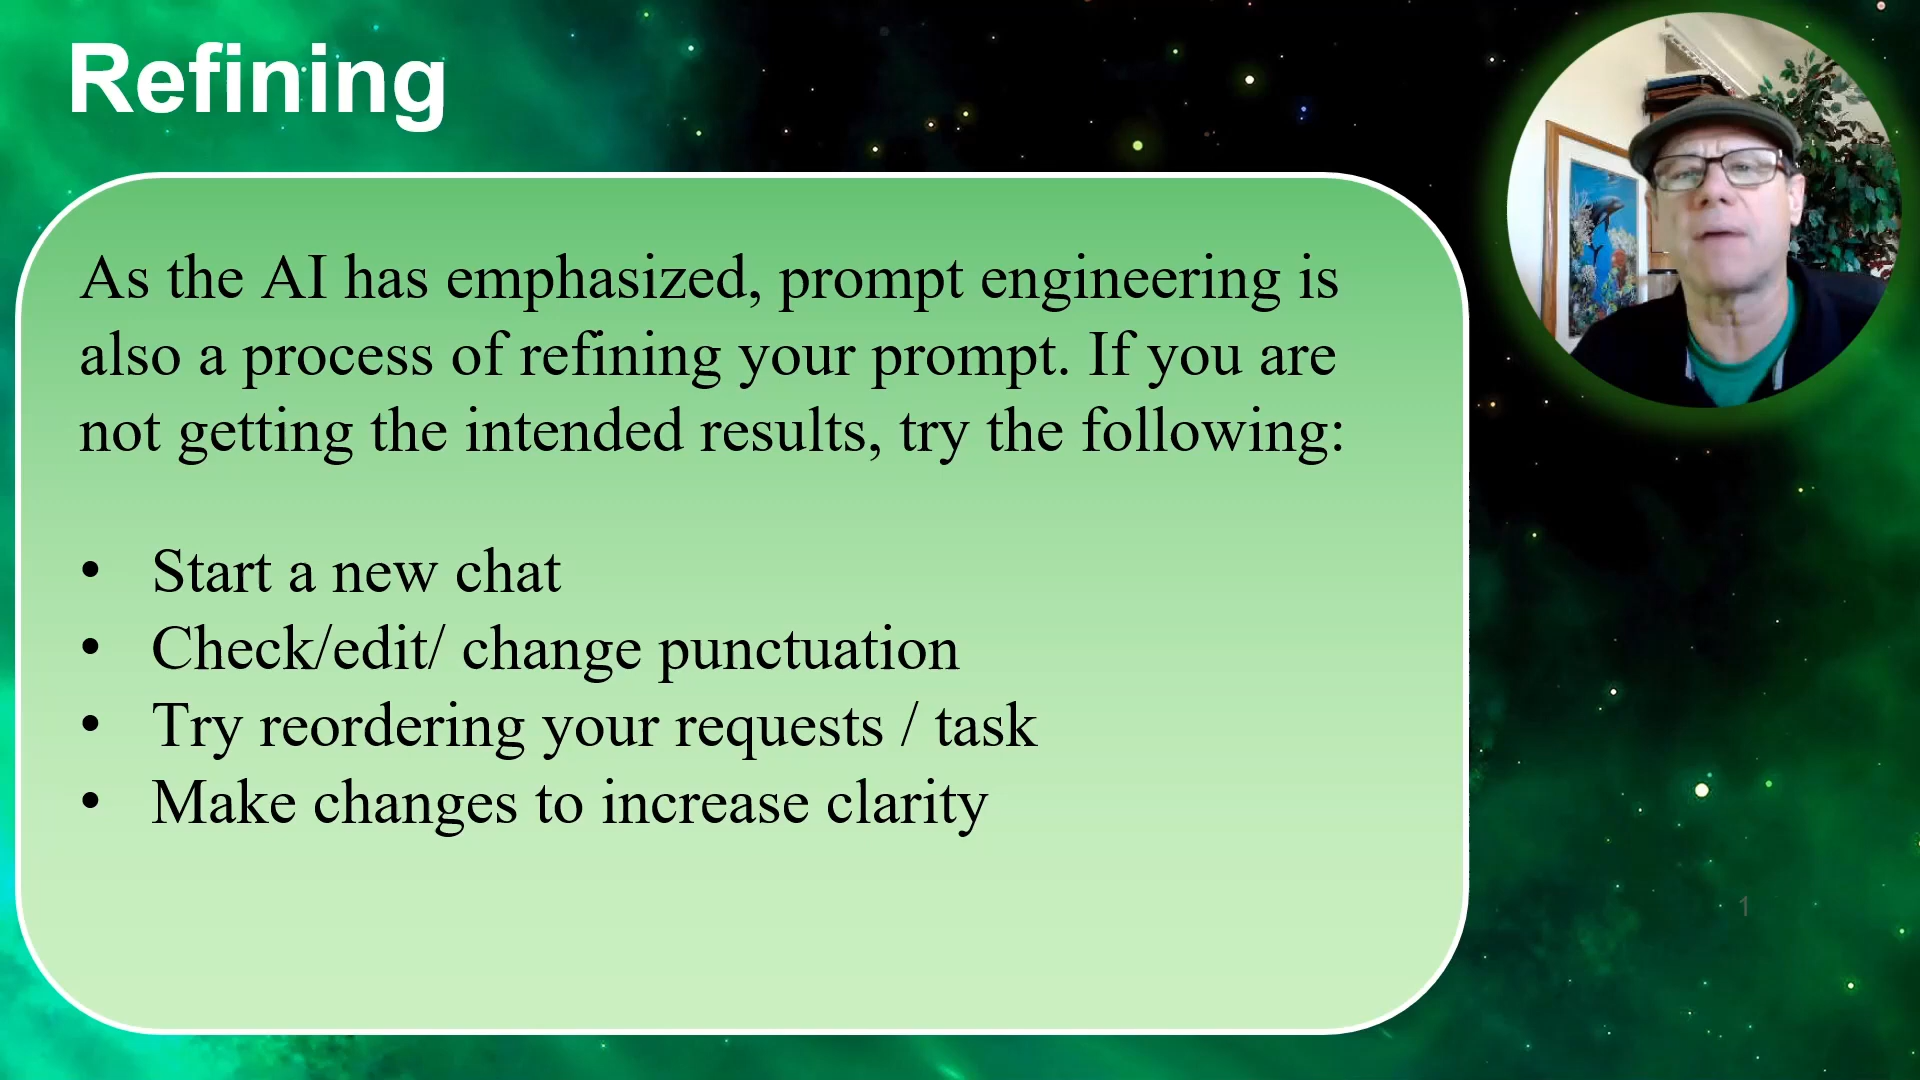 Refining
As the AI has emphasized, prompt engineering is
also a process of refining your prompt. If you are
not getting the intended results, try the following:
• Start a new chat
• Check/edit/ change punctuation
• Try reordering your requests / task
• Make changes to increase clarity
1